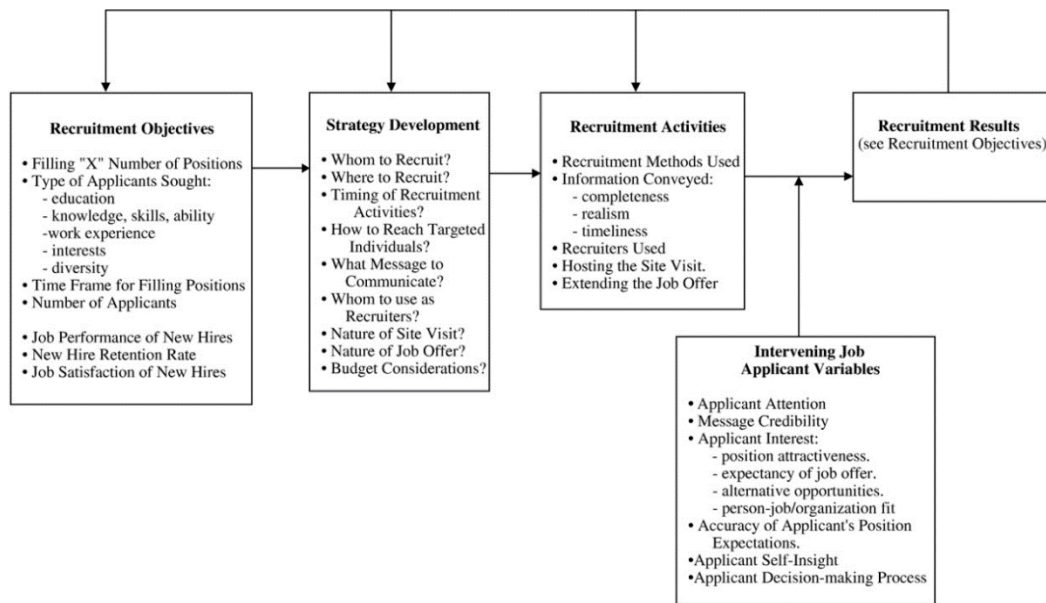 Recruitment Objectives
• Filling "X" Number of Positions
• Type of Applicants Sought:
- education
- knowledge, skills, ability
-work experience
- interests
- diversity
• Time Frame for Filling Positions
• Number of Applicants
• Job Performance of New Hires
• New Hire Retention Rate
• Job Satisfaction of New Hires
Strategy Development
• Whom to Recruit?
• Where to Recruit?
• Timing of Recruitment
Activities?
• How to Reach Targeted
Individuals?
• What Message to
Communicate?
• Whom to use as
Recruiters?
• Nature of Site Visit?
• Nature of Job Offer?
• Budget Considerations?
Recruitment Activities
• Recruitment Methods Used
• Information Conveyed:
- completeness
- realism
- timeliness
• Recruiters Used
• Hosting the Site Visit.
• Extending the Job Offer
Recruitment Results
(see Recruitment Objectives)
Intervening Job
Applicant Variables
• Applicant Attention
• Message Credibility
• Applicant Interest:
- position attractiveness.
- expectancy of job offer.
- alternative opportunities.
- person-job/organization fit
• Accuracy of Applicant's Position
Expectations.
•Applicant Self-Insight
•Applicant Decision-making Process